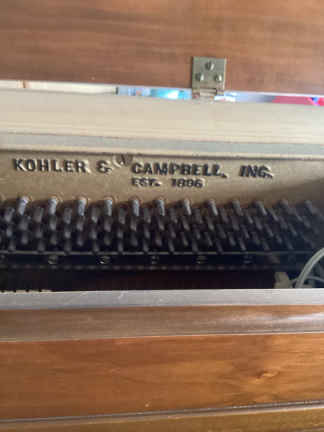 KOHLER & CAMPBELL, INC.
EST. 1896